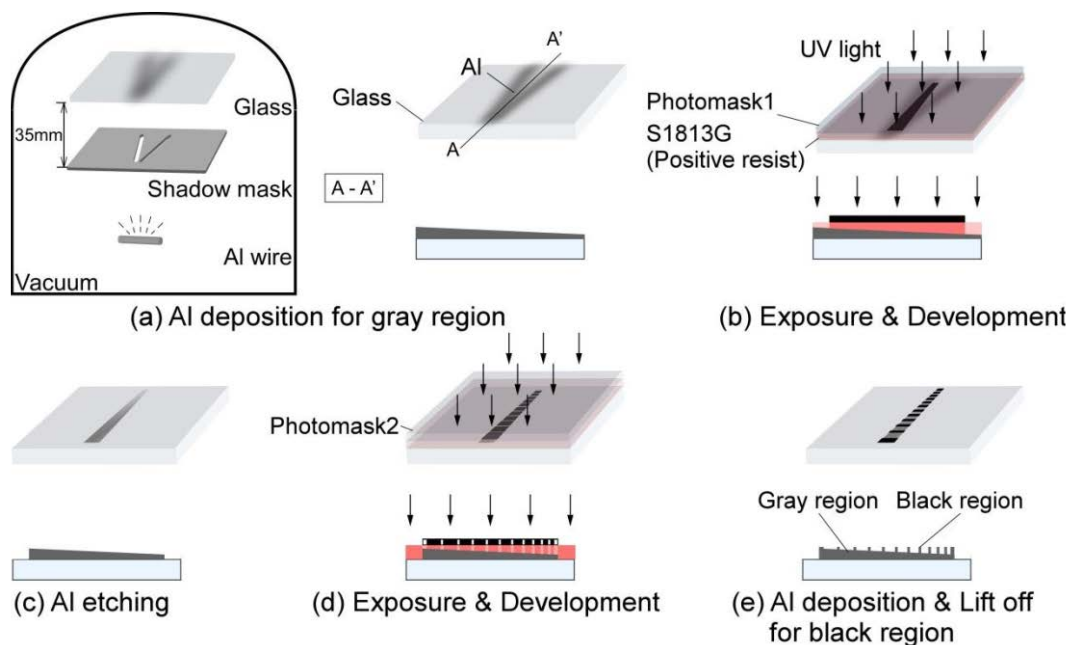 Glass
35mm
Shadow mask
Al wire
Vacuum
A'
Al
Glass
A
A - A'
(a) Al deposition for gray region
UV light
Photomask1
S1813G
(Positive resist)
(b) Exposure & Development
(c) Al etching
Photomask2
(d) Exposure & Development
Gray region
Black region
(e) Al deposition & Lift off
for black region